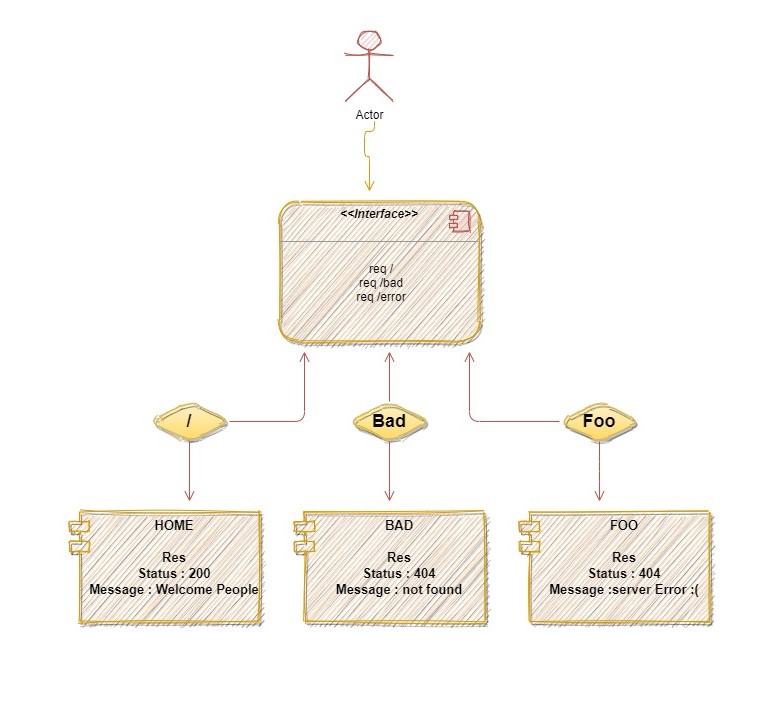 Actor
<<Interface>>
req /
req /bad
req /error
/
Bad
Foo
HOME
Res
Status : 200
Message : Welcome People
BAD
Res
Status : 404
Message : not found
FOO
Res
Status : 404
Message :server Error :(